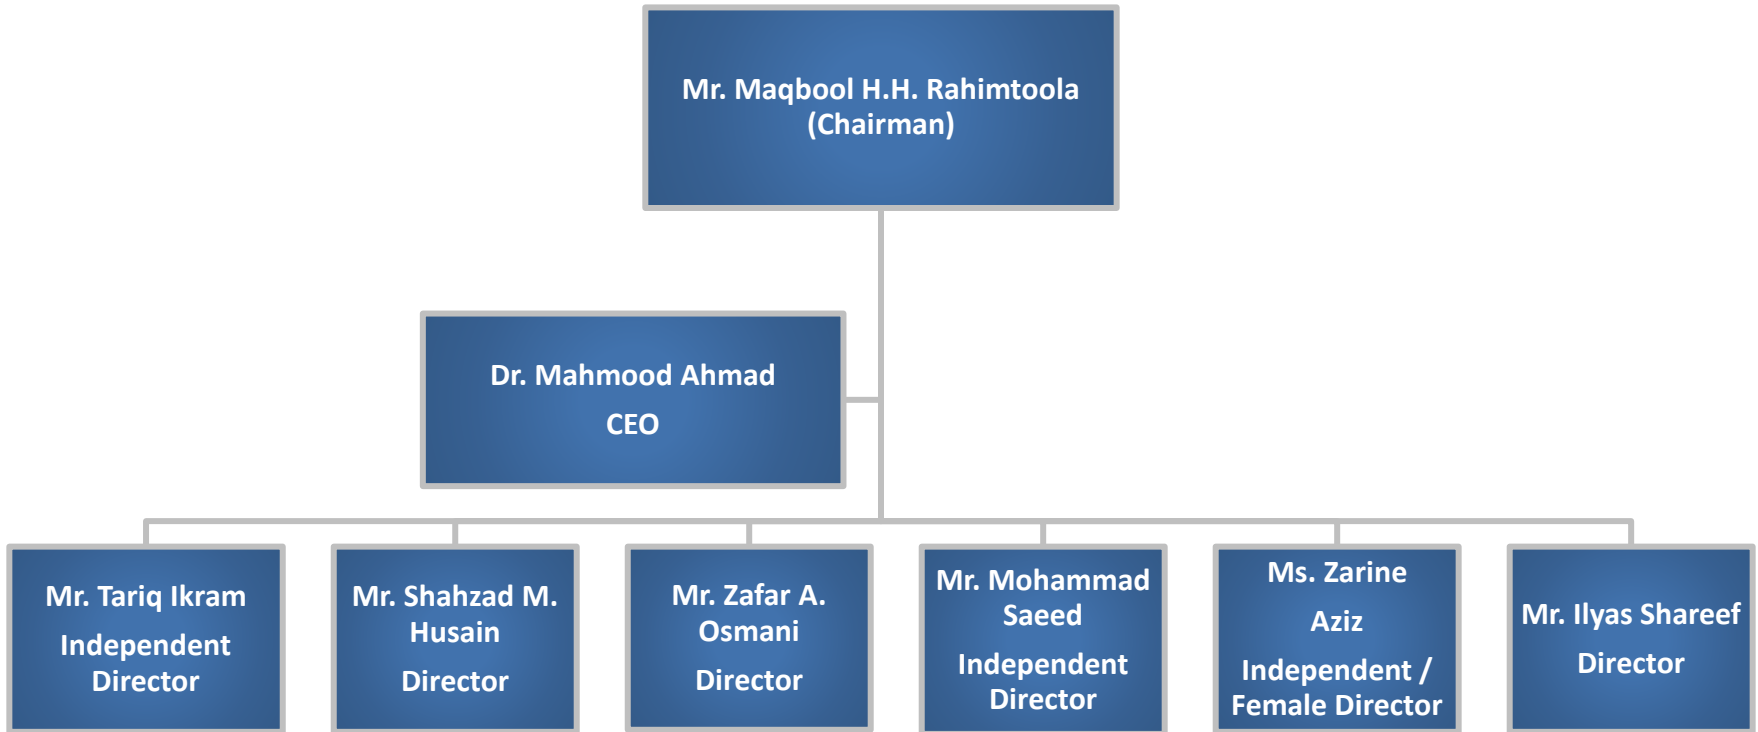 Mr. Maqbool H.H. Rahimtoola
(Chairman)
Dr. Mahmood Ahmad
CEO
Mr. Tariq Ikram
Independent
Director
Mr. Shahzad M.
Husain
Director
Mr. Zafar A.
Osmani
Director
Mr. Mohammad
Saeed
Independent
Director
Ms. Zarine
Aziz
Independent /
Female Director
Mr. Ilyas Shareef
Director